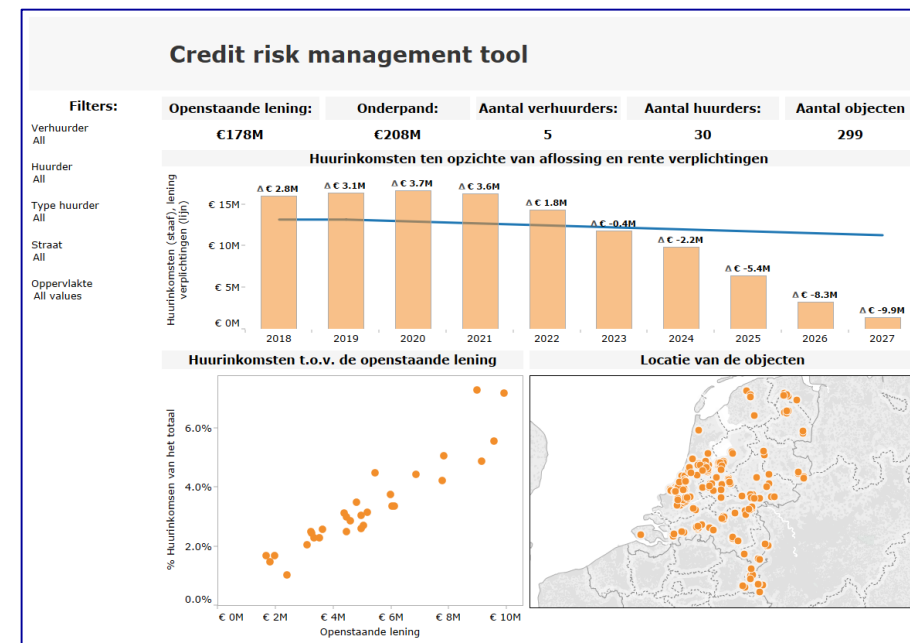 Credit risk management tool
Filters:
Verhuurder
All
Huurder
All
Type huurder
All
Straat
All
Oppervlakte
All values
Openstaande lening: Onderpand: Aantal verhuurders: Aantal huurders: Aantal objecten
€178M €208M 5 30 299
Huurinkomsten ten opzichte van aflossing en rente verplichtingen
Huurinkomsten (staaf), lening
verplichtingen (lijn)
€ 15M
€ 10M
€ 5M
€ 0M
Δ € 2.8M Δ € 3.1M Δ € 3.7M Δ € 3.6M Δ € 1.8M Δ € -0.4M Δ € -2.2M Δ € -5.4M Δ € -8.3M Δ € -9.9M
2018 2019 2020 2021 2022 2023 2024 2025 2026 2027
Huurinkomsten t.o.v. de openstaande lening
% Huurinkomsen van het totaal
6.0%
4.0%
2.0%
0.0%
€ 0M € 2M € 4M € 6M € 8M € 10M
Openstaande lening
Locatie van de objecten